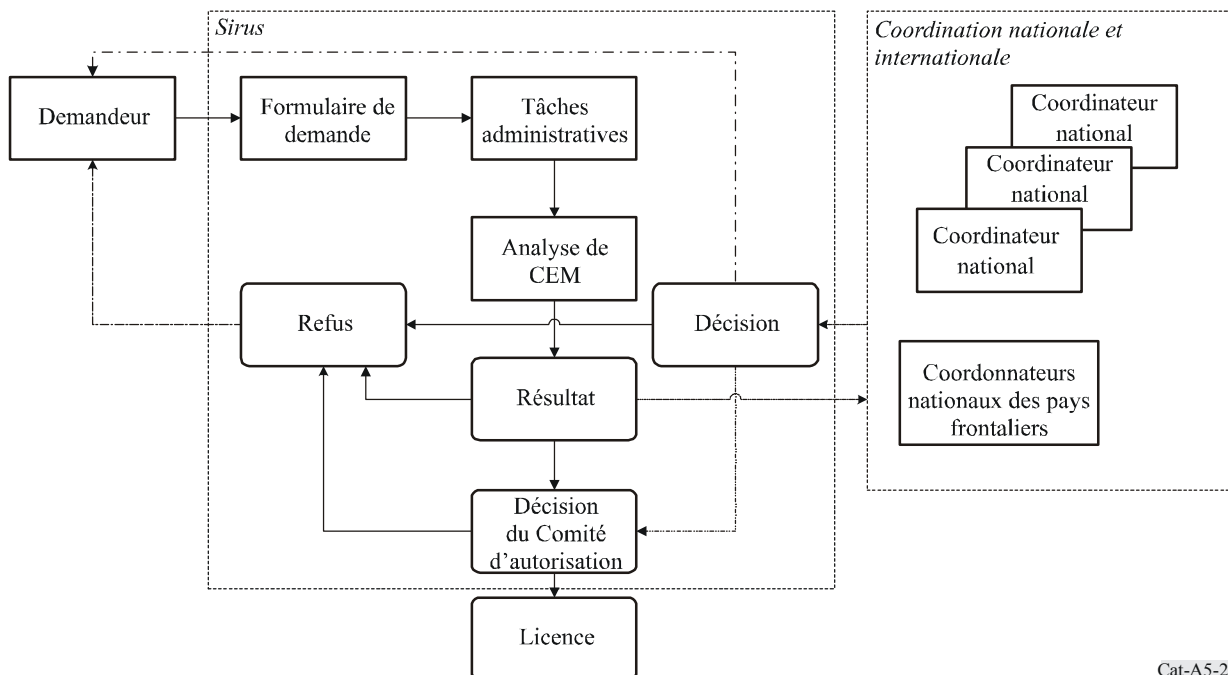 Sirus
Coordination nationale et
internationale
Demandeur
Formulaire de
demande
Tâches
administratives
Coordinateur
national
Coordinateur
national
Coordinateur
national
Analyse de
CEM
Refus
Décision
Résultat
Coordonnateurs
nationaux des pays
frontaliers
Décision
du Comité
d’autorisation
Licence
Cat-A5-2